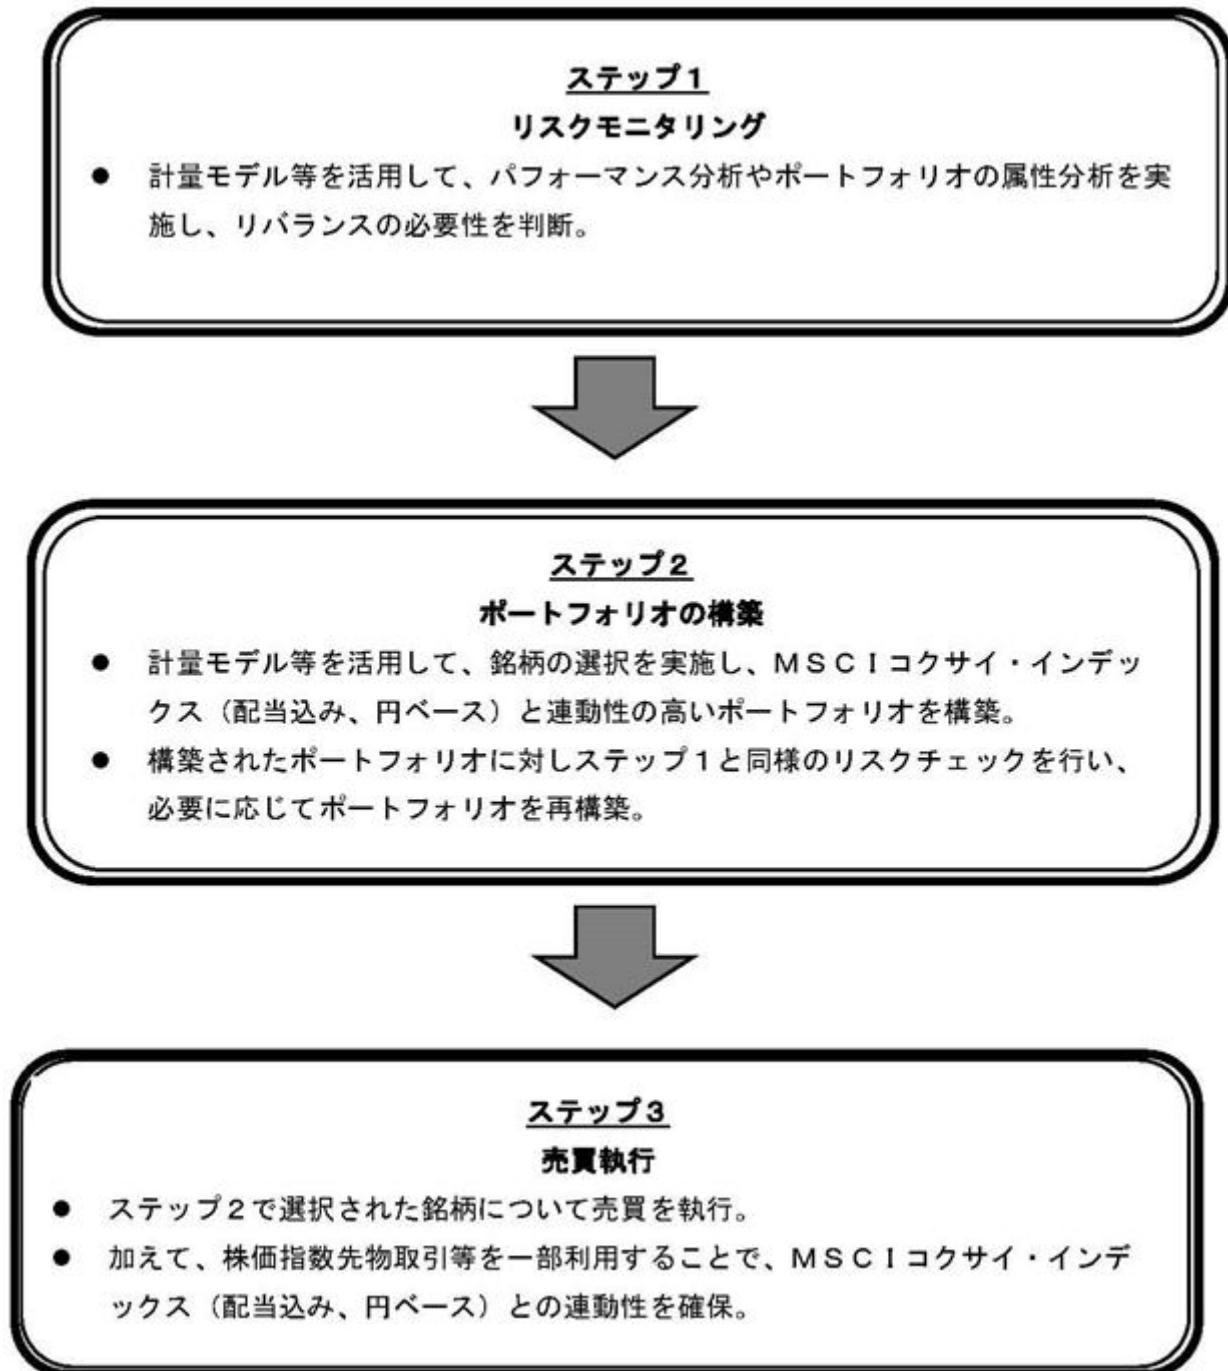 ステップ１
リスクモニタリング
● 計量モデル等を活用して、パフォーマンス分析やポートフォリオの属性分析を実
施し、リバランスの必要性を判断。
ステップ２
ポートフォリオの構築
● 計量モデル等を活用して、銘柄の選択を実施し、ＭＳＣＩコクサイ・インデッ
クス（配当込み、円ベース）と連動性の高いポートフォリオを構築。
● 構築されたポートフォリオに対しステップ１と同様のリスクチェックを行い、
必要に応じてポートフォリオを再構築。
ステップ３
売買執行
● ステップ２で選択された銘柄について売買を執行。
● 加えて、株価指数先物取引等を一部利用することで、ＭＳＣＩコクサイ・インデ
ックス（配当込み、円ベース）との連動性を確保。